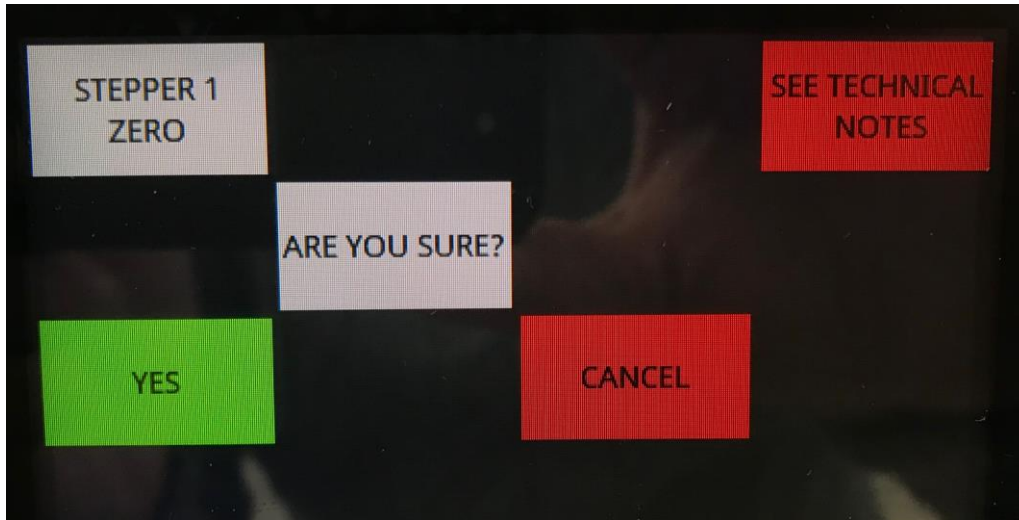 STEPPER 1
ZERO
SEE TECHNICAL
NOTES
ARE YOU SURE?
YES
CANCEL